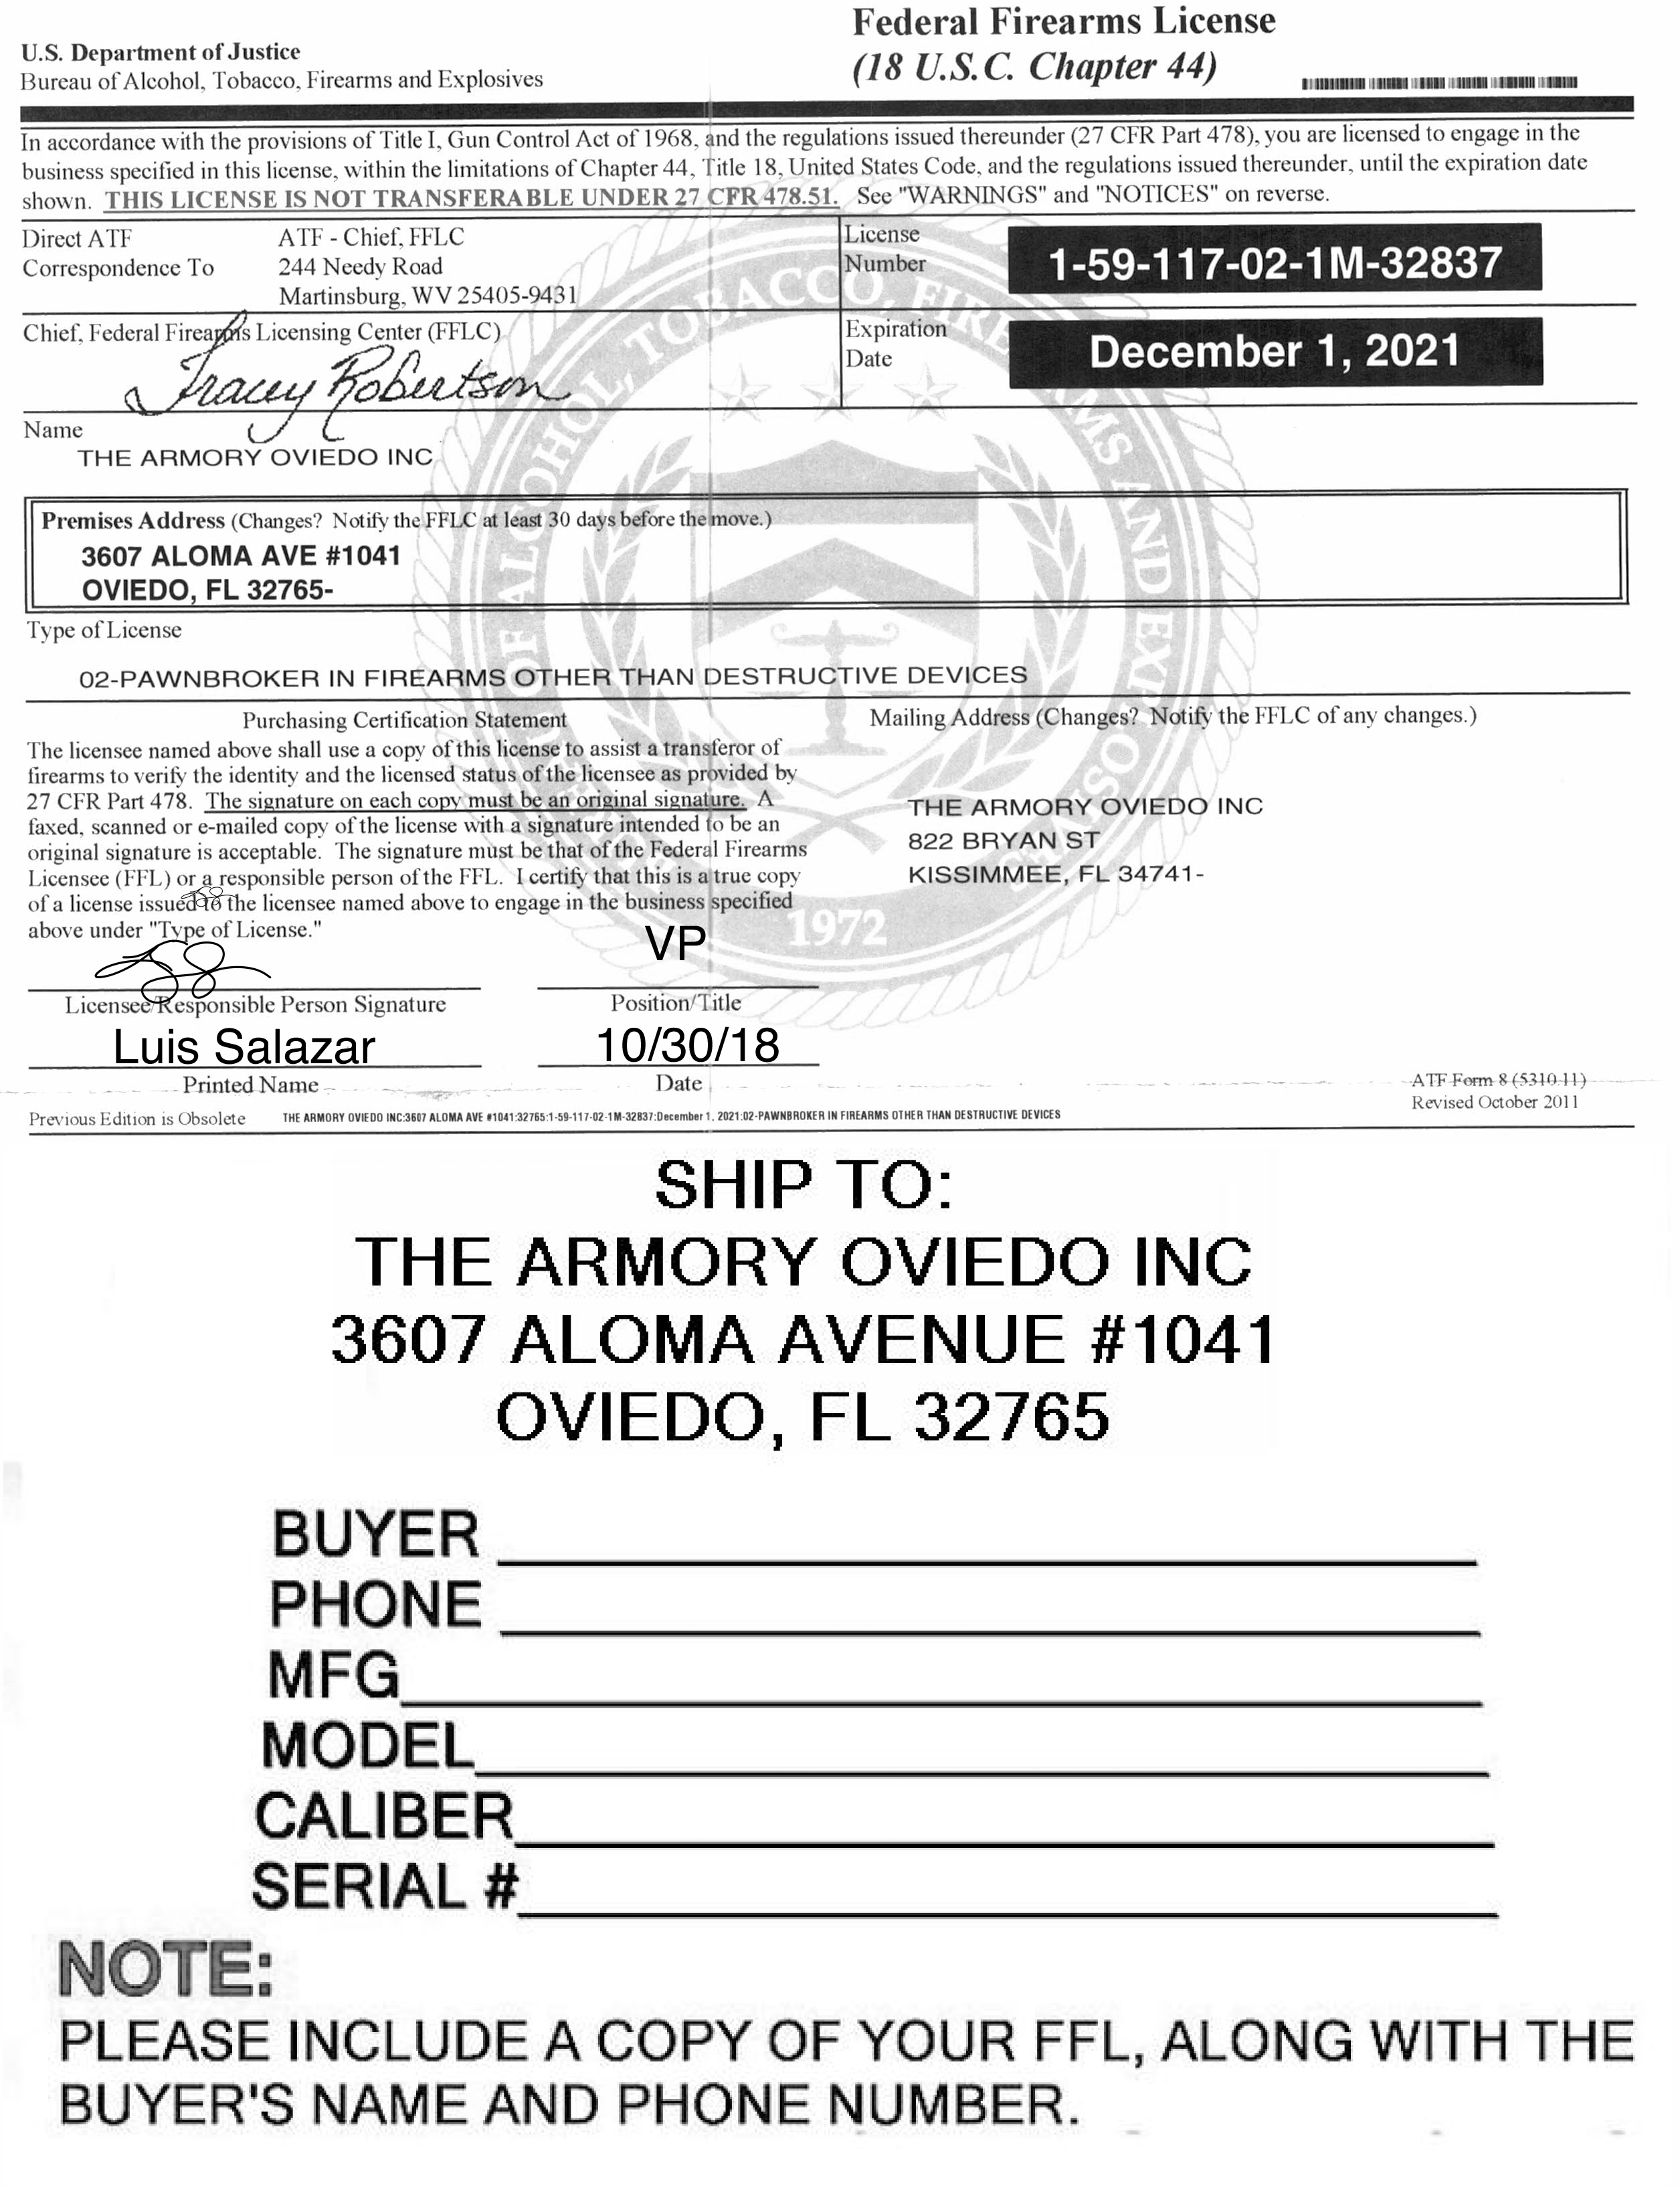 Federal Firearms License
(18 U.S.C. Chapter 44)
U.S. Department of Justice
Bureau of Alcohol, Tobacco, Firearms and Explosives
In accordance with the provisions of Title I, Gun Control Act of 1968, and the regulations issued thereunder (27 CFR Part 478), you are licensed to engage in the
business specified in this license, within the limitations of Chapter 44, Title 18, United States Code, and the regulations issued thereunder, until the expiration date
shown. THIS LICENSE IS NOT TRANSFERABLE UNDER 27 CFR 478.51. See "WARNINGS" and "NOTICES" on reverse.
Direct ATF
Correspondence To
ATF - Chief, FFLC
244 Needy Road
Martinsburg, WV 25405-9431
License
Number
1-59-117-02-1M-32837
Chief, Federal Firearms Licensing Center (FFLC)
Tracey Robertson
Expiration
Date
December 1, 2021
Name
THE ARMORY OVIEDO INC
Premises Address (Changes? Notify the FFLC at least 30 days before the move.)
3607 ALOMA AVE #1041
OVIEDO, FL 32765-
Type of License
02-PAWNBROKER IN FIREARMS OTHER THAN DESTRUCTIVE DEVICES
Purchasing Certification Statement
The licensee named above shall use a copy of this license to assist a transferor of
firearms to verify the identity and the licensed status of the licensee as provided by
27 CFR Part 478. The signature on each copy must be an original signature. A
faxed, scanned or e-mailed copy of the license with a signature intended to be an
original signature is acceptable. The signature must be that of the Federal Firearms
Licensee (FFL) or a responsible person of the FFL. I certify that this is a true copy
of a license issued to the licensee named above to engage in the business specified
above under "Type of License."
Mailing Address (Changes? Notify the FFLC of any changes.)
THE ARMORY OVIEDO INC
822 BRYAN ST
KISSIMMEE, FL 34741-
1972
VP
Licensee/Responsible Person Signature
Position/Title
Luis Salazar
10/30/18
Printed Name
Date
ATF Form 8 (5310.11)
Revised October 2011
Previous Edition is Obsolete
THE ARMORY OVIEDO INC:3607 ALOMA AVE #1041:32765:1-59-117-02-1M-32837:December 1, 2021:02-PAWNBROKER IN FIREARMS OTHER THAN DESTRUCTIVE DEVICES
SHIP TO:
THE ARMORY OVIEDO INC
3607 ALOMA AVENUE #1041
OVIEDO, FL 32765
BUYER
PHONE
MFG
MODEL
CALIBER
SERIAL #
NOTE:
PLEASE INCLUDE A COPY OF YOUR FFL, ALONG WITH THE
BUYER'S NAME AND PHONE NUMBER.